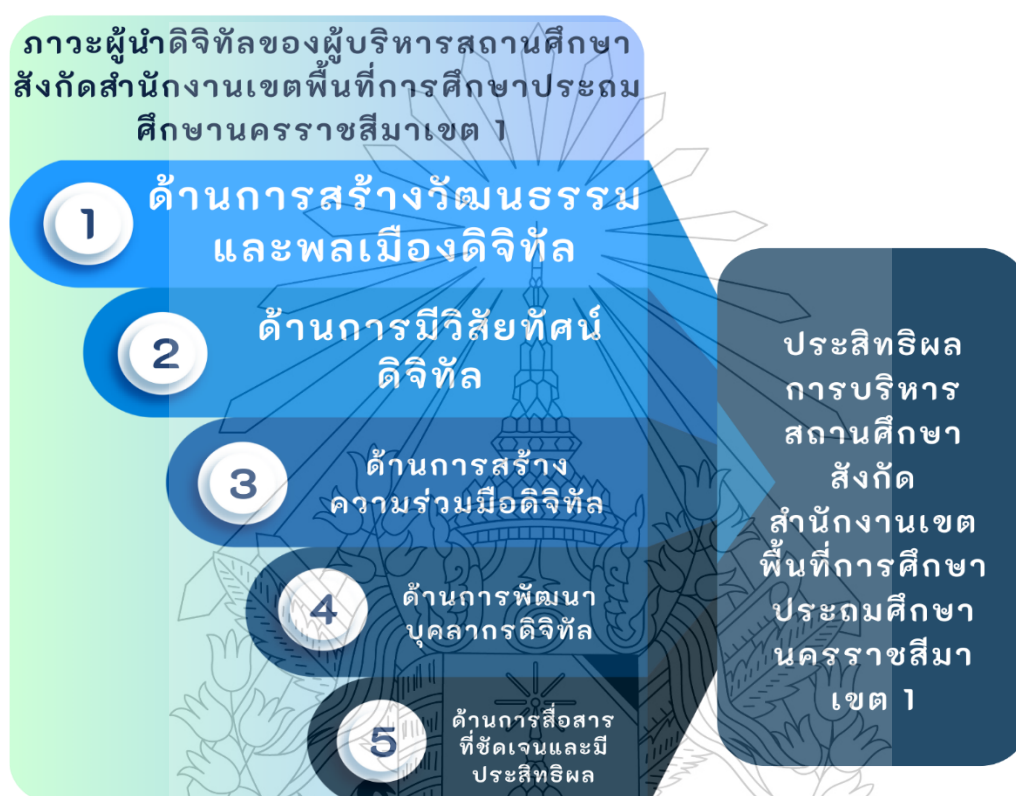 ภาวะผู้นำดิจิทัลของผู้บริหารสถานศึกษา
สังกัดสำนักงานเขตพื้นที่การศึกษาประถม
ศึกษานครราชสีมาเขต 1
1
ด้านการสร้างวัฒนธรรม
และพลเมืองดิจิทัล
2
ด้านการมีวิสัยทัศน์
ดิจิทัล
3
ด้านการสร้าง
ความร่วมมือดิจิทัล
4
ด้านการพัฒนา
บุคลากรดิจิทัล
5
ด้านการสื่อสาร
ที่ชัดเจนและมี
ประสิทธิผล
ประสิทธิผล
การบริหาร
สถานศึกษา
สังกัด
สำนักงานเขต
พื้นที่การศึกษา
ประถมศึกษา
นครราชสีมา
เขต 1